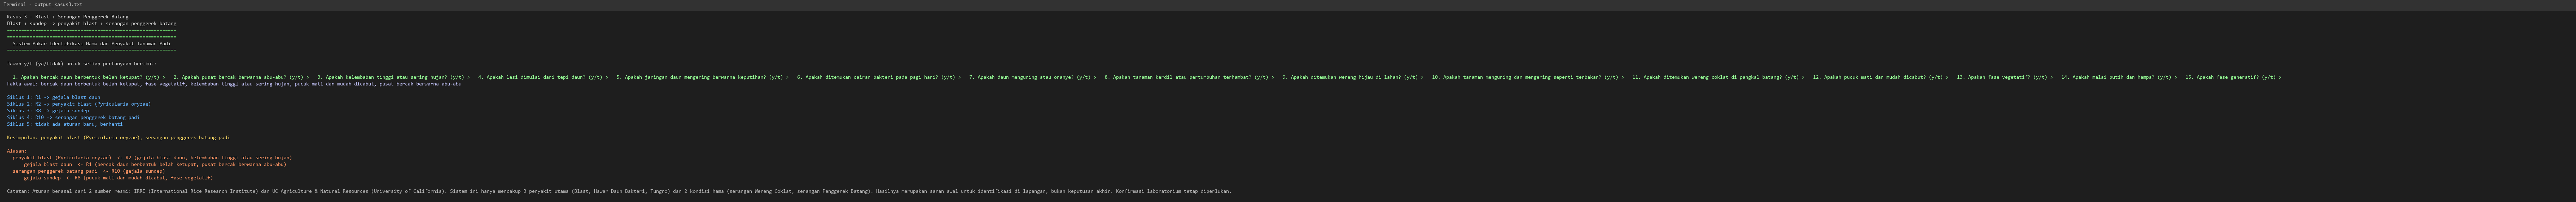 Terminal - output_kasus3.txt
Kasus 3 - Blast + Serangan Penggerek Batang
Blast + sundep -> penyakit blast + serangan penggerek batang
============================================================
============================================================
Sistem Pakar Identifikasi Hama dan Penyakit Tanaman Padi
============================================================
Jawab y/t (ya/tidak) untuk setiap pertanyaan berikut:
1. Apakah bercak daun berbentuk belah ketupat? (y/t) > 2. Apakah pusat bercak berwarna abu-abu? (y/t) > 3. Apakah kelembaban tinggi atau sering hujan? (y/t) > 4. Apakah lesi dimulai dari tepi daun? (y/t) > 5. Apakah jaringan daun mengering berwarna keputihan? (y/t) > 6. Apakah ditemukan cairan bakteri pada pagi hari? (y/t) > 7. Apakah daun menguning atau oranye? (y/t) > 8. Apakah tanaman kerdil atau pertumbuhan terhambat? (y/t) > 9. Apakah ditemukan wereng hijau di lahan? (y/t) > 10. Apakah tanaman menguning dan mengering seperti terbakar? (y/t) > 11. Apakah ditemukan wereng coklat di pangkal batang? (y/t) > 12. Apakah pucuk mati dan mudah dicabut? (y/t) > 13. Apakah fase vegetatif? (y/t) > 14. Apakah malai putih dan hampa? (y/t) > 15. Apakah fase generatif? (y/t) >
Fakta awal: bercak daun berbentuk belah ketupat, fase vegetatif, kelembaban tinggi atau sering hujan, pucuk mati dan mudah dicabut, pusat bercak berwarna abu-abu
Siklus 1: R1 -> gejala blast daun
Siklus 2: R2 -> penyakit blast (Pyricularia oryzae)
Siklus 3: R8 -> gejala sundep
Siklus 4: R10 -> serangan penggerek batang padi
Siklus 5: tidak ada aturan baru, berhenti
Kesimpulan: penyakit blast (Pyricularia oryzae), serangan penggerek batang padi
Alasan:
penyakit blast (Pyricularia oryzae) <- R2 (gejala blast daun, kelembaban tinggi atau sering hujan)
gejala blast daun <- R1 (bercak daun berbentuk belah ketupat, pusat bercak berwarna abu-abu)
serangan penggerek batang padi <- R10 (gejala sundep)
gejala sundep <- R8 (pucuk mati dan mudah dicabut, fase vegetatif)
Catatan: Aturan berasal dari 2 sumber resmi: IRRI (International Rice Research Institute) dan UC Agriculture & Natural Resources (University of California). Sistem ini hanya mencakup 3 penyakit utama (Blast, Hawar Daun Bakteri, Tungro) dan 2 kondisi hama (serangan Wereng Coklat, serangan Penggerek Batang). Hasilnya merupakan saran awal untuk identifikasi di lapangan, bukan keputusan akhir. Konfirmasi laboratorium tetap diperlukan.